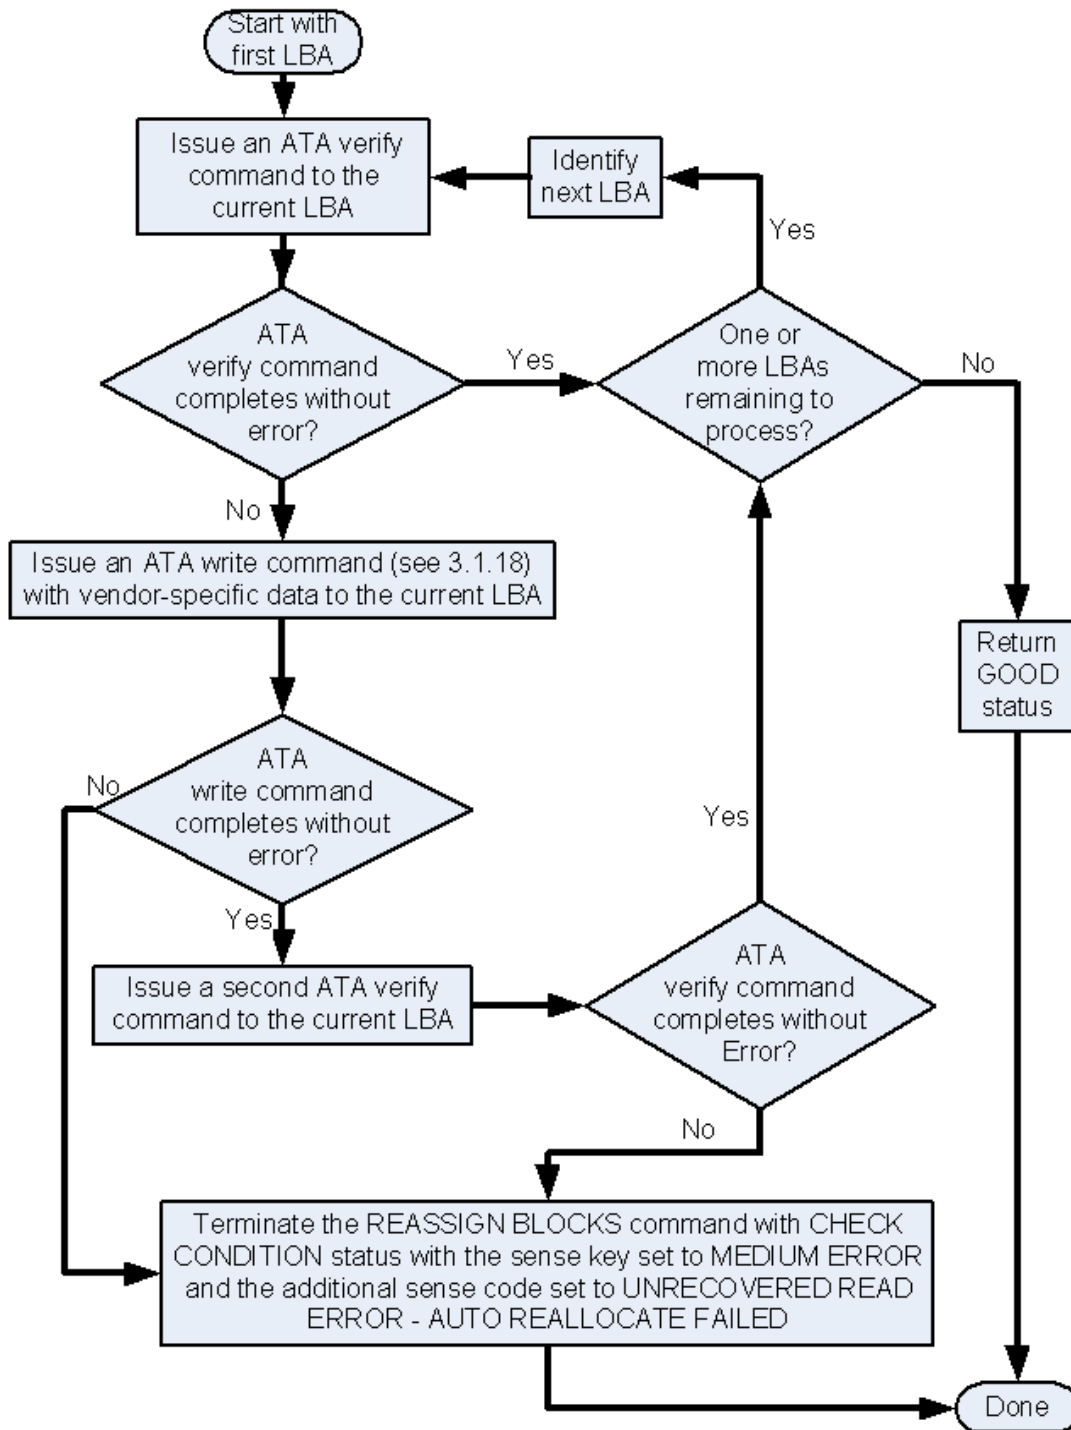 Start with
first LBA
Issue an ATA verify
command to the
current LBA
Identify
next LBA
Yes
ATA
verify command
completes without
error?
Yes
One or
more LBAs
remaining to
process?
No
No
Issue an ATA write command (see 3.1.18)
with vendor-specific data to the current LBA
Return
GOOD
status
ATA
write command
completes without
error?
No
Yes
Yes
Issue a second ATA verify
command to the current LBA
ATA
verify command
completes without
Error?
No
Terminate the REASSIGN BLOCKS command with CHECK
CONDITION status with the sense key set to MEDIUM ERROR
and the additional sense code set to UNRECOVERED READ
ERROR - AUTO REALLOCATE FAILED
Done